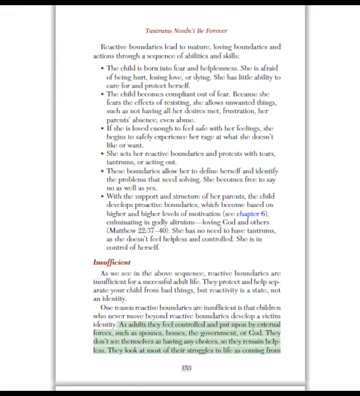 Tantrums Needn't Be Forever
Reactive boundaries lead to mature, loving boundaries and
actions through a sequence of abilities and skills:
• The child is born into fear and helplessness. She is afraid
of being hurt, losing love, or dying. She has little ability to
care for and protect herself.
• The child becomes compliant out of fear. Because she
fears the effects of resisting, she allows unwanted things,
such as not having all her desires met, frustration, her
parents' absence, even abuse.
• If she is loved enough to feel safe with her feelings, she
begins to safely experience her rage at what she doesn't
like or want.
• She sets her reactive boundaries and protests with tears,
tantrums, or acting out.
• These boundaries allow her to define herself and identify
the problems that need solving. She becomes free to say
no as well as yes.
• With the support and structure of her parents, the child
develops proactive boundaries, which become based on
higher and higher levels of motivation (see chapter 6),
culminating in godly altruism—loving God and others
(Matthew 22:37–40). She has no need to have tantrums,
as she doesn't feel helpless and controlled. She is in
control of herself.
Insufficient
As we see in the above sequence, reactive boundaries are
insufficient for a successful adult life. They protect and help sep-
arate your child from bad things, but reactivity is a state, not
an identity.
One reason reactive boundaries are insufficient is that children
who never move beyond reactive boundaries develop a victim
identity. As adults they feel controlled and put upon by external
forces, such as spouses, bosses, the government, or God. They
don't see themselves as having any choices, so they remain help-
less. They look at most of their struggles in life as coming from
153